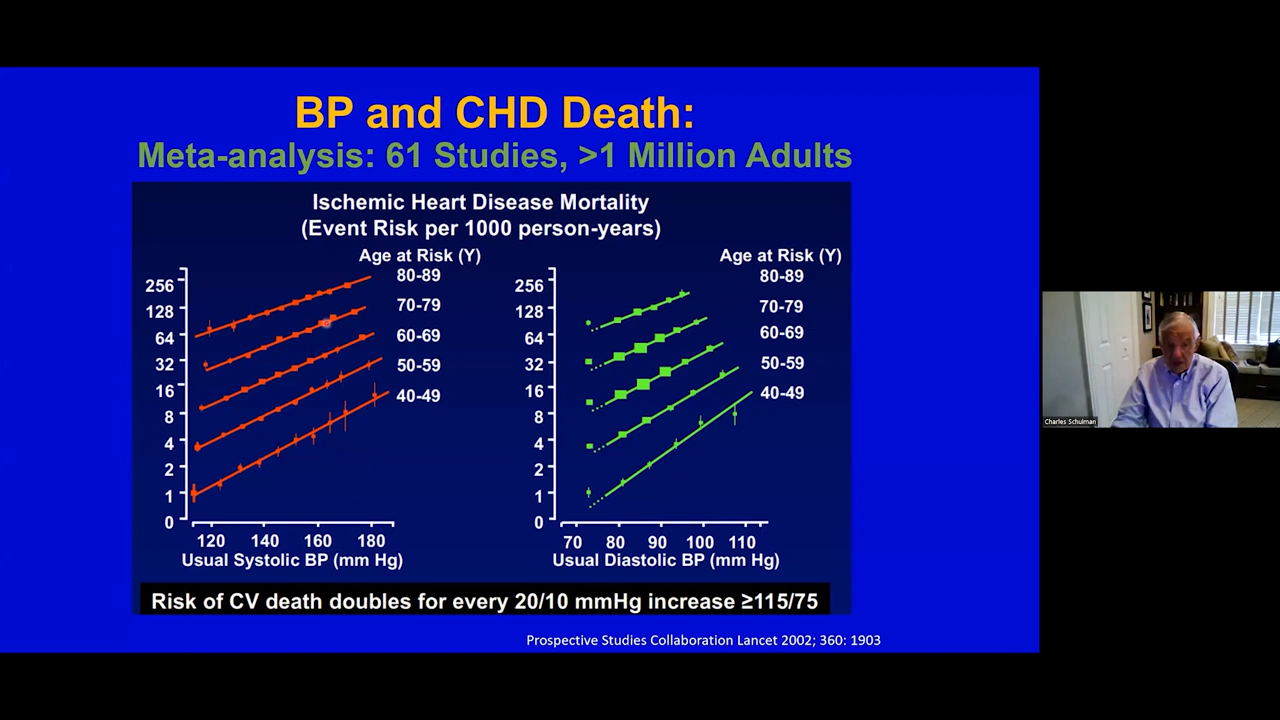 BP and CHD Death:
Meta-analysis: 61 Studies, >1 Million Adults
Ischemic Heart Disease Mortality
(Event Risk per 1000 person-years)
Age at Risk (Y)
80-89
70-79
60-69
50-59
40-49
256
128
64
32
16
8
4
2
1
0
120 140 160 180
Usual Systolic BP (mm Hg)
Age at Risk (Y)
80-89
70-79
60-69
50-59
40-49
256
128
64
32
16
8
4
2
1
0
70 80 90 100 110
Usual Diastolic BP (mm Hg)
Risk of CV death doubles for every 20/10 mmHg increase ≥115/75
Prospective Studies Collaboration Lancet 2002; 360: 1903
Charles Schulman